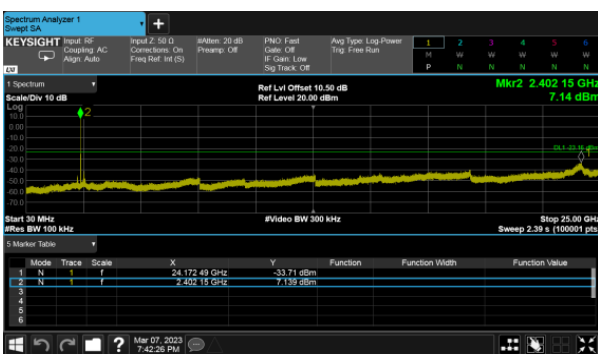 Spectrum Analyzer 1
Swept SA
KEYSIGHT Input: RF Input Z: 50 Ω #Atten: 20 dB PNO: Fast Avg Type: Log-Power 1 2 3 4 5 6
Coupling: AC Corrections: On Preamp: Off Gate: Off Trig: Free Run M W W W W W
Align: Auto Freq Ref: Int (S) IF Gain: Low P N N N N N
LXI Sig Track: Off
1 Spectrum Ref Lvl Offset 10.50 dB Mkr2 2.402 15 GHz
Scale/Div 10 dB Ref Level 20.00 dBm 7.14 dBm
Log
10.0
0.00
-10.0
-20.0
-30.0
-40.0
-50.0
-60.0
-70.0
2
1
Start 30 MHz #Video BW 300 kHz Stop 25.00 GHz
#Res BW 100 kHz Sweep 2.39 s (100001 pts)
5 Marker Table
Mode Trace Scale X Y Function Function Width Function Value
1 N 1 f 24.172 49 GHz -33.71 dBm
2 N 1 f 2.402 15 GHz 7.139 dBm
3
4
5
6
? Mar 07, 2023
7:42:26 PM